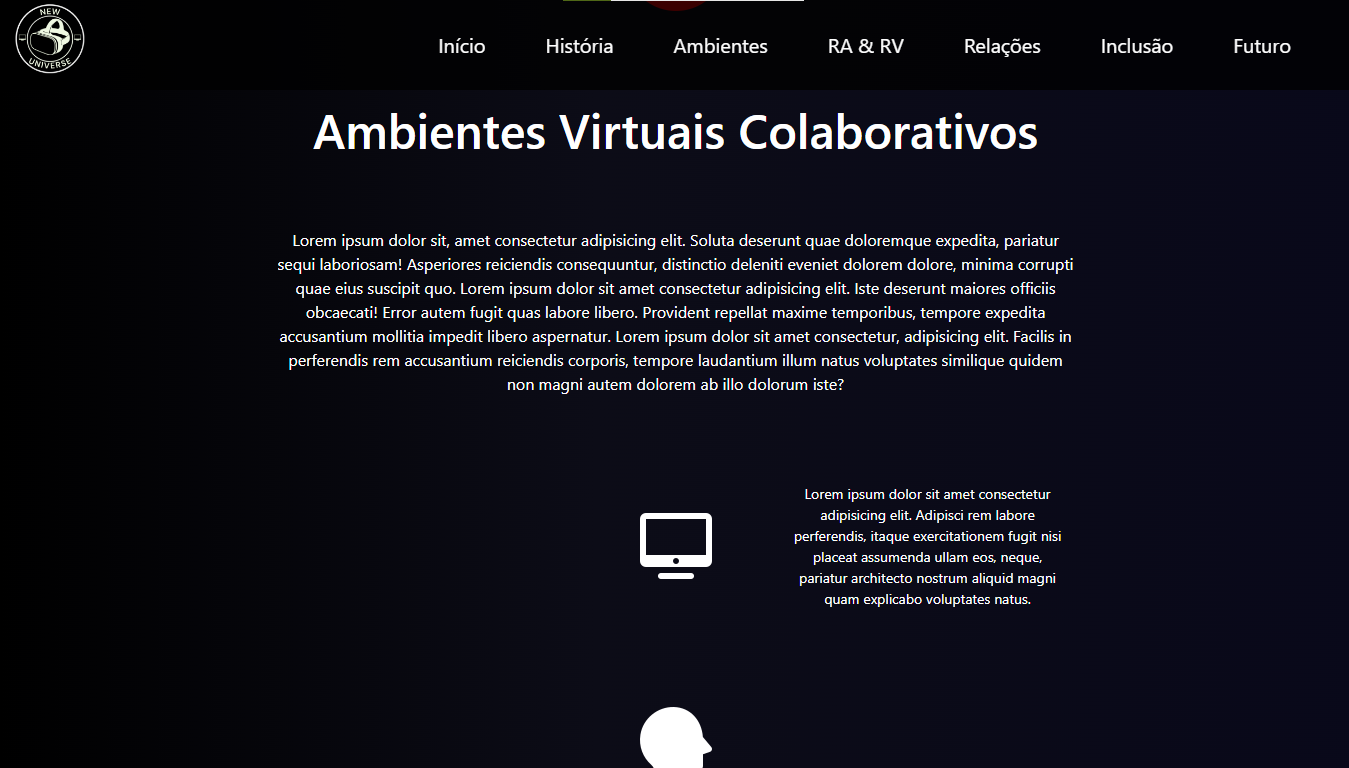 NEW
UNIVERSE
Início História Ambientes RA & RV Relações Inclusão Futuro
Ambientes Virtuais Colaborativos
Lorem ipsum dolor sit, amet consectetur adipisicing elit. Soluta deserunt quae doloremque expedita, pariatur
sequi laboriosam! Asperiores reiciendis consequuntur, distinctio deleniti eveniet dolorem dolore, minima corrupti
quae eius suscipit quo. Lorem ipsum dolor sit amet consectetur adipisicing elit. Iste deserunt maiores officiis
obcaecati! Error autem fugit quas labore libero. Provident repellat maxime temporibus, tempore expedita
accusantium mollitia impedit libero aspernatur. Lorem ipsum dolor sit amet consectetur, adipisicing elit. Facilis in
perferendis rem accusantium reiciendis corporis, tempore laudantium illum natus voluptates similique quidem
non magni autem dolorem ab illo dolorum iste?
Lorem ipsum dolor sit amet consectetur
adipisicing elit. Adipisci rem labore
perferendis, itaque exercitationem fugit nisi
placeat assumenda ullam eos, neque,
pariatur architecto nostrum aliquid magni
quam explicabo voluptates natus.